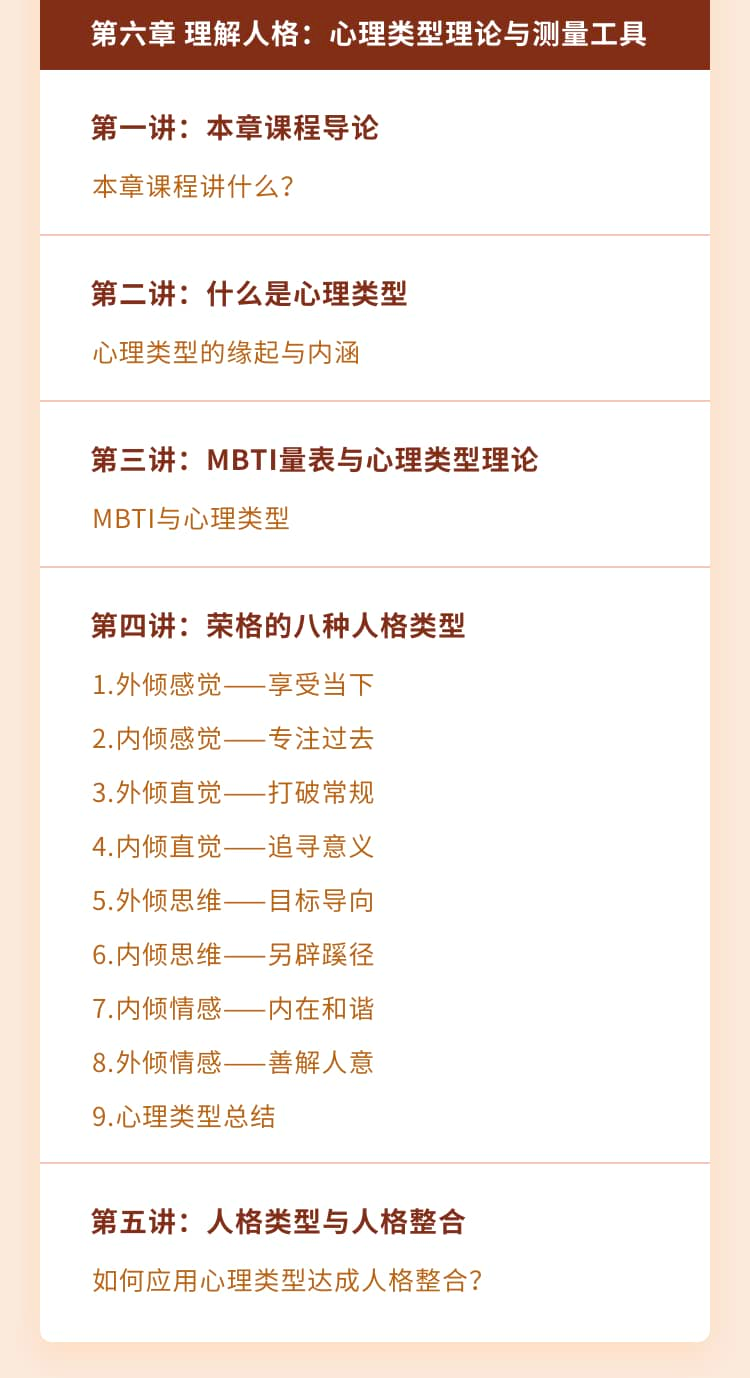 第六章 理解人格：心理类型理论与测量工具
第一讲：本章课程导论
本章课程讲什么？
第二讲：什么是心理类型
心理类型的缘起与内涵
第三讲：MBTI量表与心理类型理论
MBTI与心理类型
第四讲：荣格的八种人格类型
1.外倾感觉——享受当下
2.内倾感觉——专注过去
3.外倾直觉——打破常规
4.内倾直觉——追寻意义
5.外倾思维——目标导向
6.内倾思维——另辟蹊径
7.内倾情感——内在和谐
8.外倾情感——善解人意
9.心理类型总结
第五讲：人格类型与人格整合
如何应用心理类型达成人格整合？